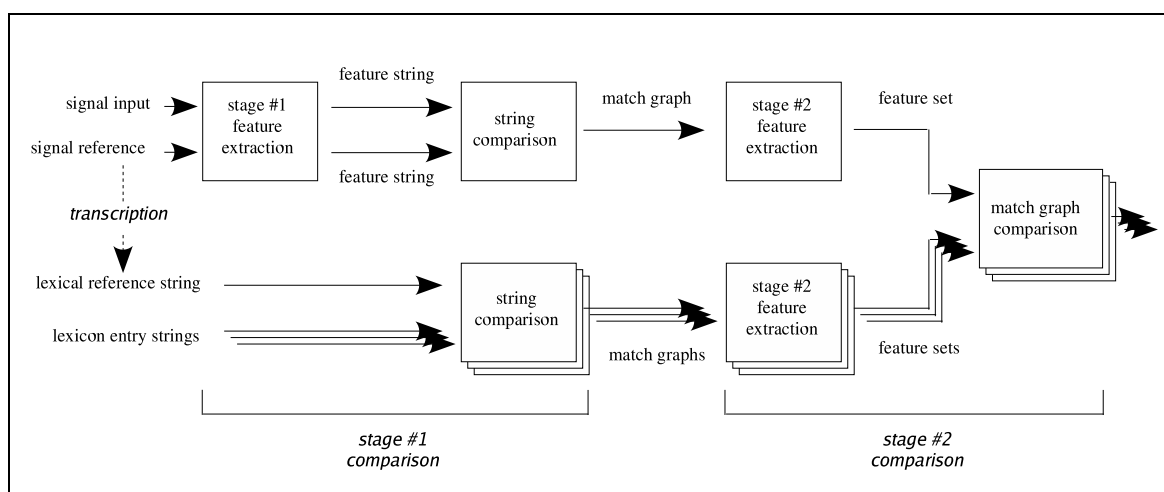 feature string
signal input
stage #1
feature
extraction
string
comparison
match graph
stage #2
feature
extraction
feature set
signal reference
feature string
transcription
match graph
comparison
lexical reference string
string
comparison
stage #2
feature
extraction
lexicon entry strings
match graphs
feature sets
stage #1
comparison
stage #2
comparison